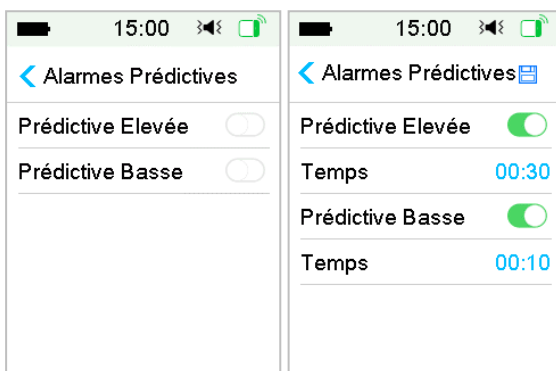 15:00
Alarmes Prédictives
Prédictive Elevée
Prédictive Basse
15:00
Alarmes Prédictives
Prédictive Elevée
Temps 00:30
Prédictive Basse
Temps 00:10